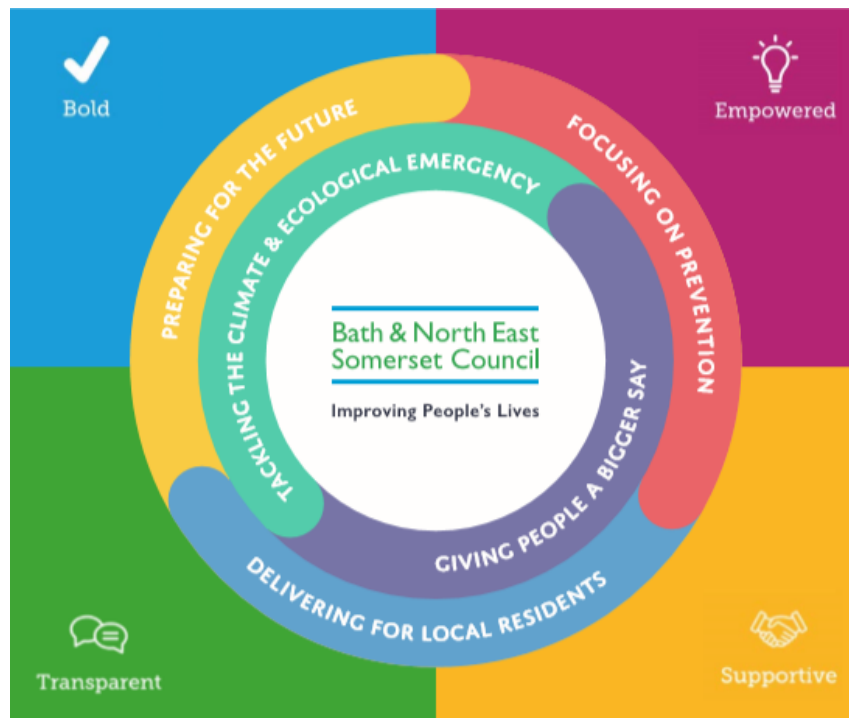 Bold
Empowered
PREPARING FOR THE FUTURE
FOCUSING ON PREVENTION
TACKLING THE CLIMATE & ECOLOGICAL EMERGENCY
Bath & North East
Somerset Council
Improving People's Lives
GIVING PEOPLE A BIGGER SAY
DELIVERING FOR LOCAL RESIDENTS
Transparent
Supportive